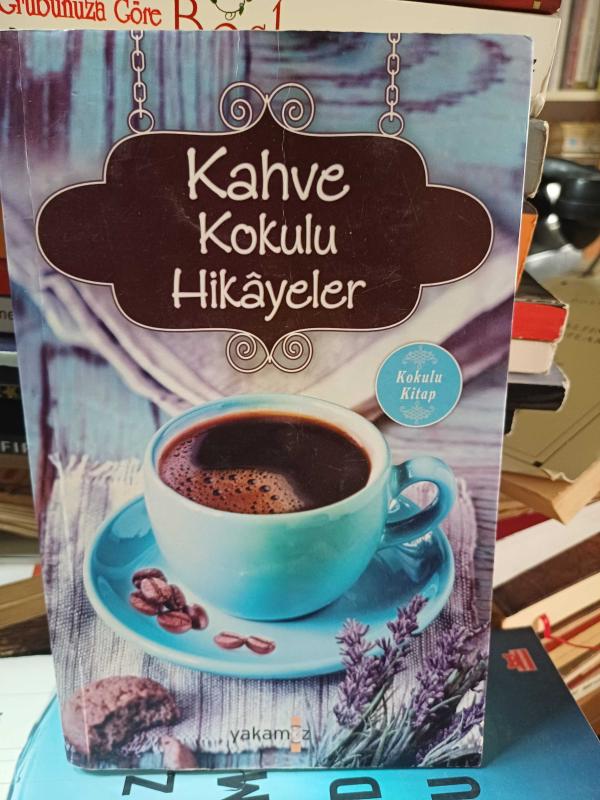 Grubunuza Göre
Kahve
Kokulu
Hikâyeler
Kokulu
Kitap
yakamoz